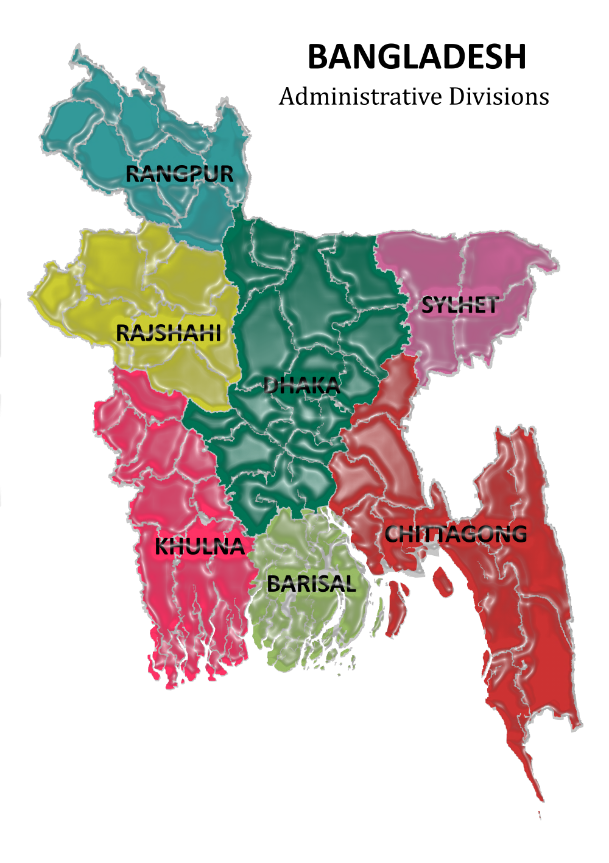 BANGLADESH
Administrative Divisions
RANGPUR
SYLHET
RAJSHAHI
DHAKA
CHITTAGONG
KHULNA
BARISAL